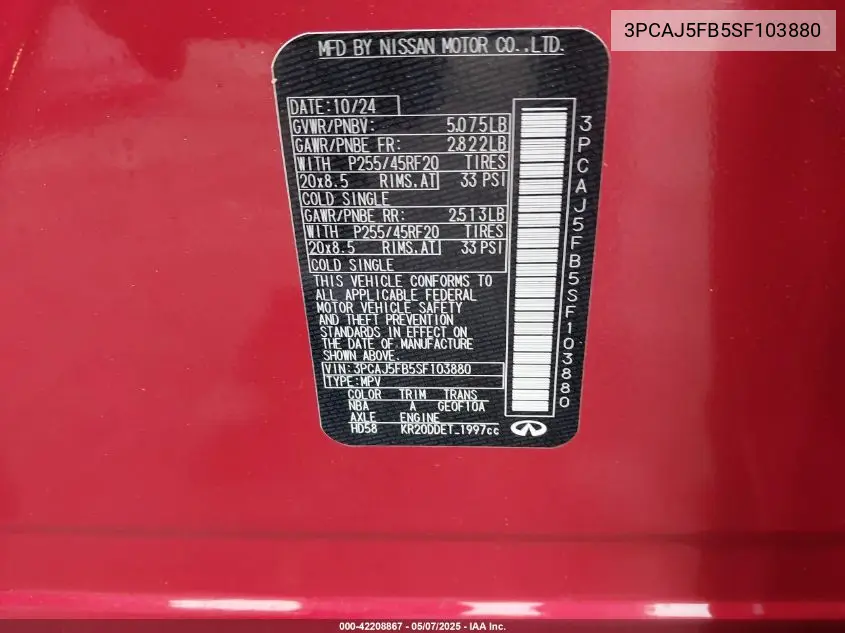 3PCAJ5FB5SF103880
MFD BY NISSAN MOTOR CO.,LTD.
DATE: 10/24
GVWR/PNBV: 5.075LB
GAWR/PNBE FR: 2.822LB
WITH P255/45RF20 TIRES
20x8.5 RIMS.AT 33 PSI
COLD SINGLE
GAWR/PNBE RR: 2.513LB
WITH P255/45RF20 TIRES
20x8.5 RIMS.AT 33 PSI
COLD SINGLE
THIS VEHICLE CONFORMS TO
ALL APPLICABLE FEDERAL
MOTOR VEHICLE SAFETY
AND THEFT PREVENTION
STANDARDS IN EFFECT ON
THE DATE OF MANUFACTURE
SHOWN ABOVE.
VIN: 3PCAJ5FB5SF103880
TYPE: MPV
COLOR TRIM TRANS
NBA A GE0F10A
AXLE ENGINE
HD58 KR20DDET_1997cc
3PCAJ5FB5SF103880
000-42208867 - 05/07/2025 - IAA Inc.